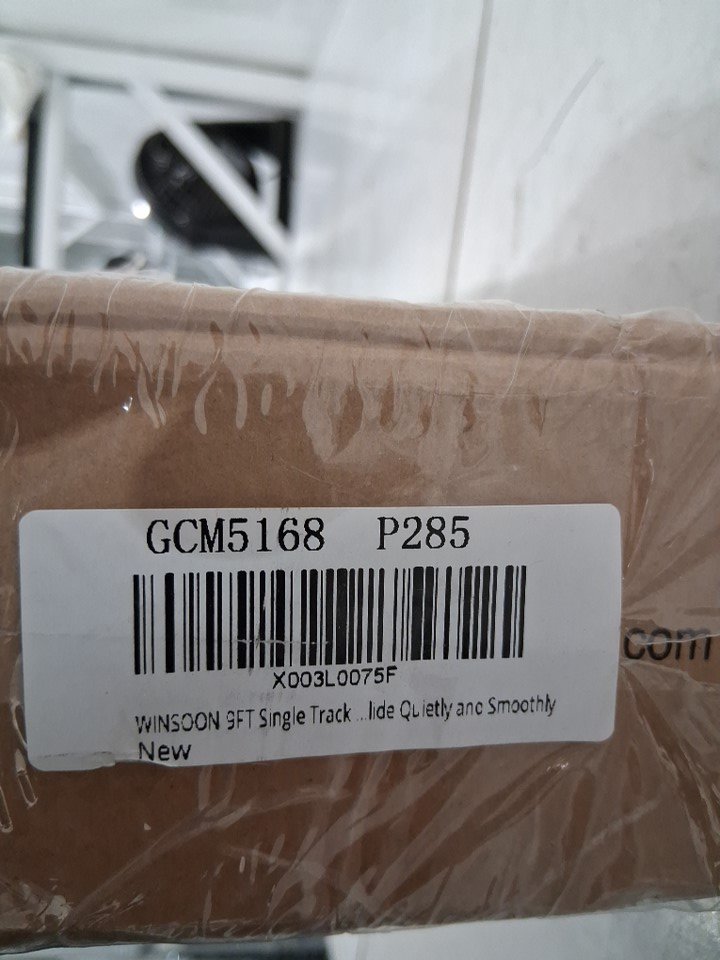 GCM5168 P285
X003L0075F
WINSOON 9FT Single Track ...lide Quietly and Smoothly
New
com